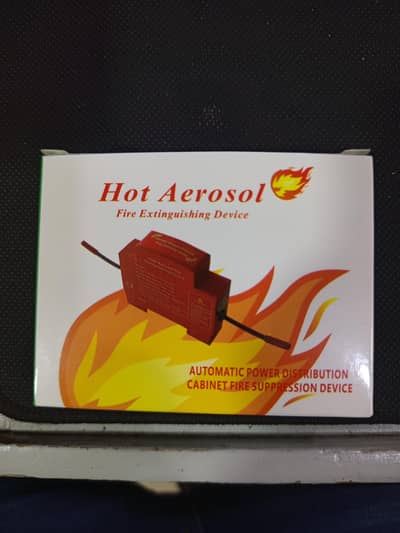 Hot Aerosol
Fire Extinguishing Device
AUTOMATIC POWER DISTRIBUTION
CABINET FIRE SUPPRESSION DEVICE